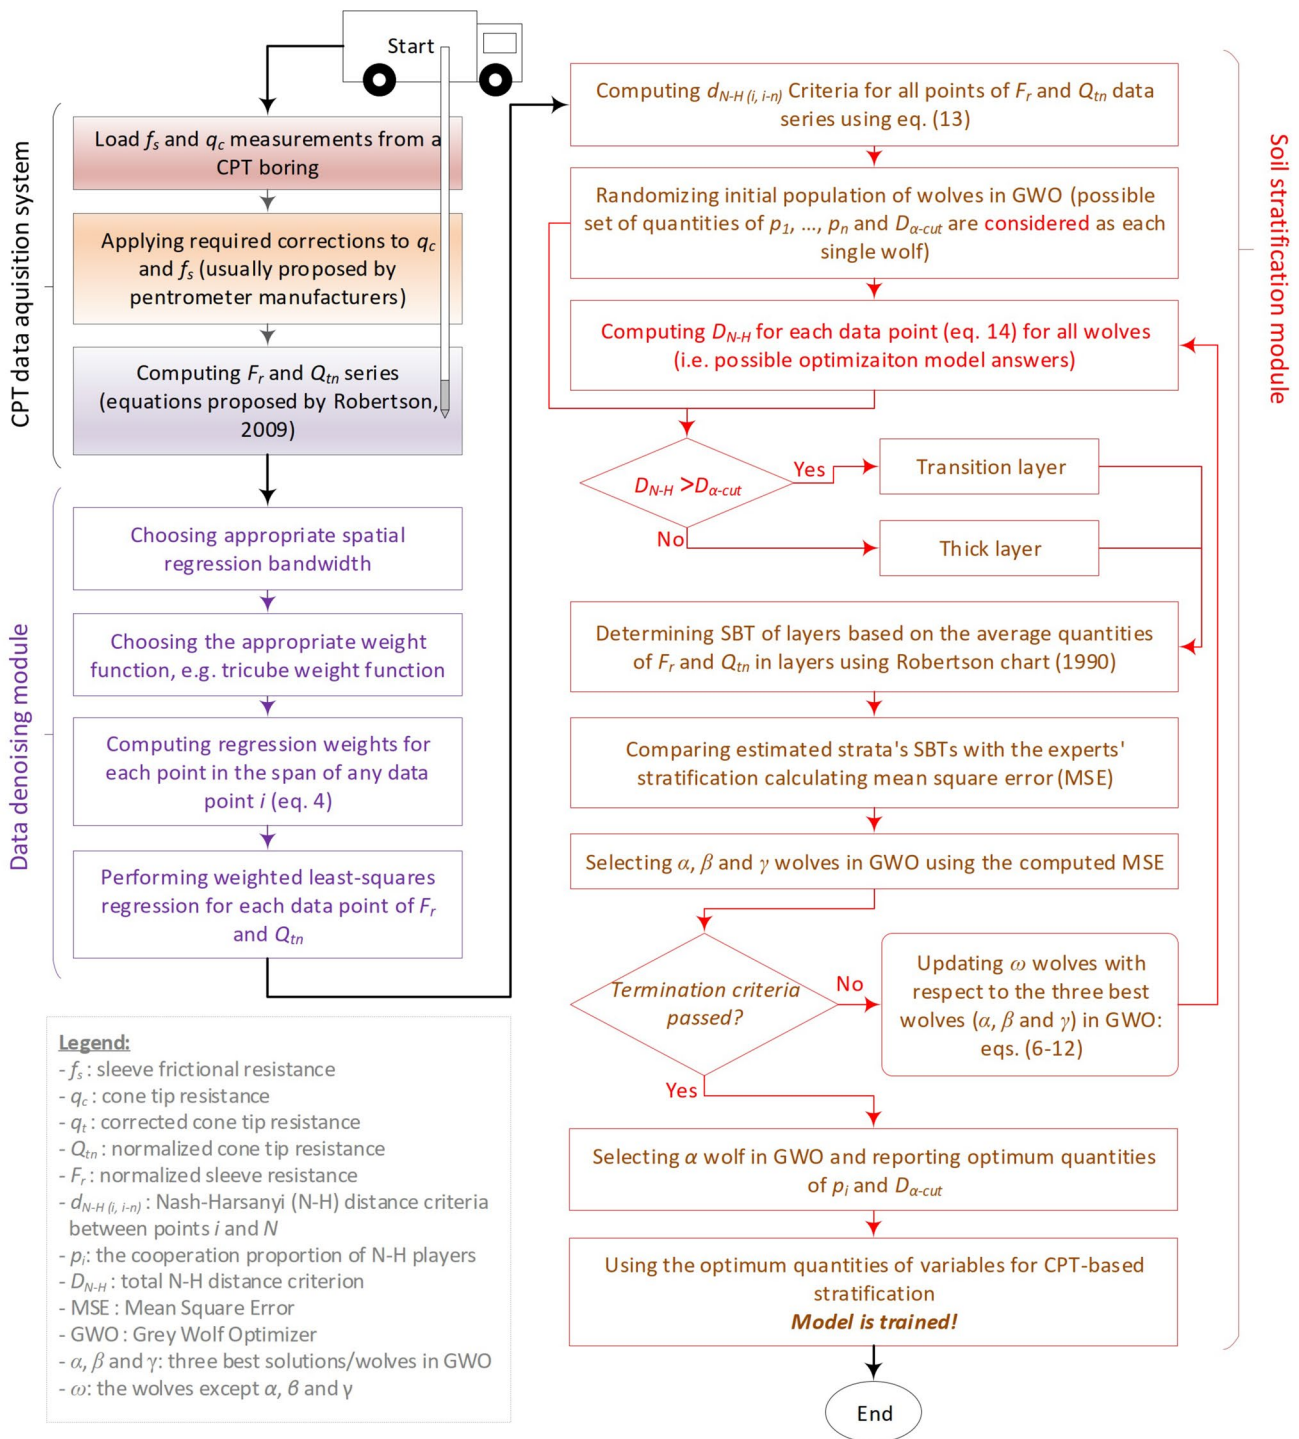 Start
CPT data aquisition system
Load fs and qc measurements from a
CPT boring
Applying required corrections to qc
and fs (usually proposed by
pentrometer manufacturers)
Computing Fr and Qtn series
(equations proposed by Robertson,
2009)
Data denoising module
Choosing appropriate spatial
regression bandwidth
Choosing the appropriate weight
function, e.g. tricube weight function
Computing regression weights for
each point in the span of any data
point i (eq. 4)
Performing weighted least-squares
regression for each data point of Fr
and Qtn
Soil stratification module
Computing dN-H (i, i-n) Criteria for all points of Fr and Qtn data
series using eq. (13)
Randomizing initial population of wolves in GWO (possible
set of quantities of p1, ..., pn and Dα-cut are considered as each
single wolf)
Computing DN-H for each data point (eq. 14) for all wolves
(i.e. possible optimizaiton model answers)
DN-H >Dα-cut
Yes
Transition layer
No
Thick layer
Determining SBT of layers based on the average quantities
of Fr and Qtn in layers using Robertson chart (1990)
Comparing estimated strata's SBTs with the experts'
stratification calculating mean square error (MSE)
Selecting α, β and γ wolves in GWO using the computed MSE
Termination criteria
passed?
No
Updating ω wolves with
respect to the three best
wolves (α, β and γ) in GWO:
eqs. (6-12)
Yes
Selecting α wolf in GWO and reporting optimum quantities
of pi and Dα-cut
Using the optimum quantities of variables for CPT-based
stratification
Model is trained!
End
Legend:
- fs : sleeve frictional resistance
- qc : cone tip resistance
- qt : corrected cone tip resistance
- Qtn : normalized cone tip resistance
- Fr : normalized sleeve resistance
- dN-H (i, i-n) : Nash-Harsanyi (N-H) distance criteria
between points i and N
- pi: the cooperation proportion of N-H players
- DN-H : total N-H distance criterion
- MSE : Mean Square Error
- GWO : Grey Wolf Optimizer
- α, β and γ: three best solutions/wolves in GWO
- ω: the wolves except α, β and γ